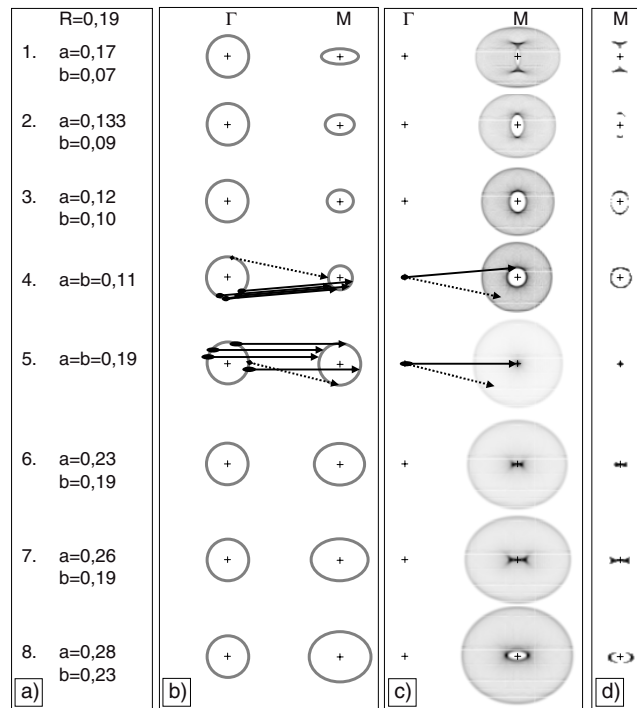 R=0,19
Γ M
Γ M
M
1. a=0,17
b=0,07
2. a=0,133
b=0,09
3. a=0,12
b=0,10
4. a=b=0,11
5. a=b=0,19
6. a=0,23
b=0,19
7. a=0,26
b=0,19
8. a=0,28
b=0,23
a) b) c) d)